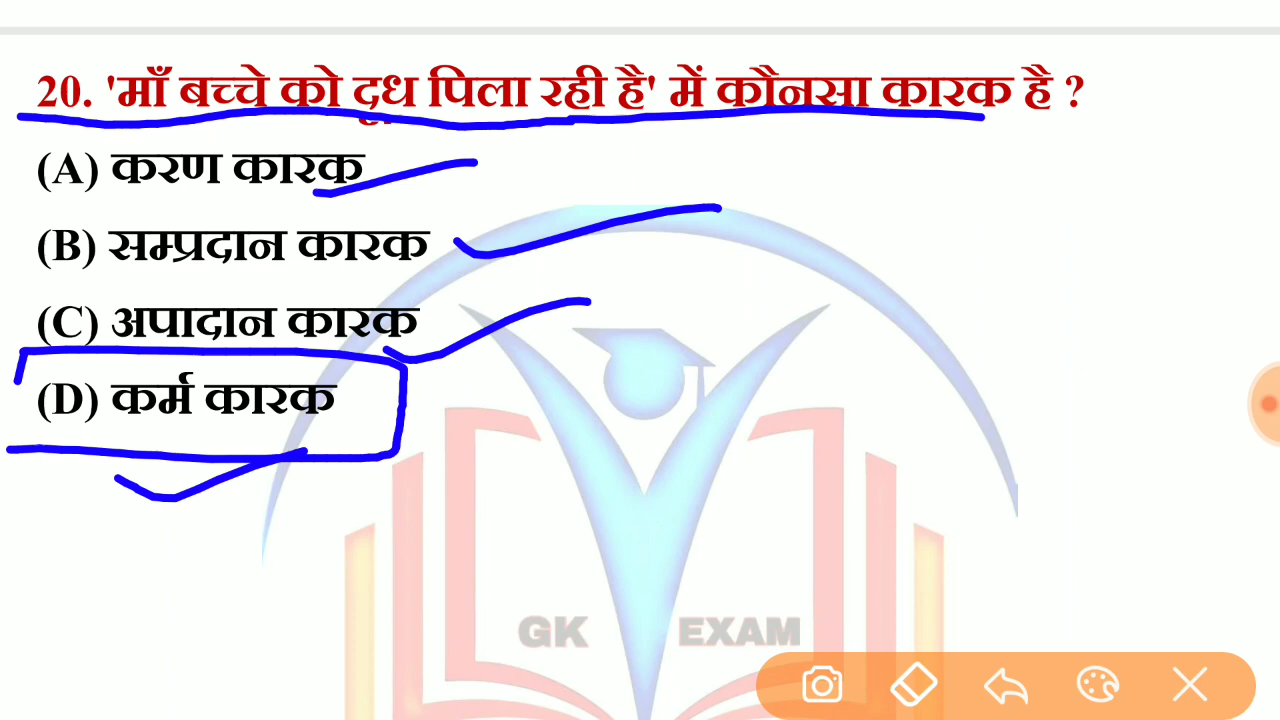 20. 'माँ बच्चे को दूध पिला रही है' में कौनसा कारक है ?
(A) करण कारक
(B) सम्प्रदान कारक
(C) अपादान कारक
(D) कर्म कारक
GK EXAM